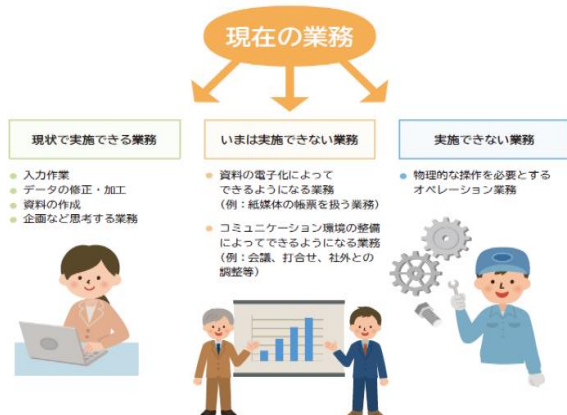 現在の業務
現状で実施できる業務
入力作業
データの修正・加工
資料の作成
企画など思考する業務
いまは実施できない業務
資料の電子化によって
できるようになる業務
（例：紙媒体の帳票を扱う業務）
コミュニケーション環境の整備
によってできるようになる業務
（例：会議、打合せ、社外との
調整等）
実施できない業務
物理的な操作を必要とする
オペレーション業務